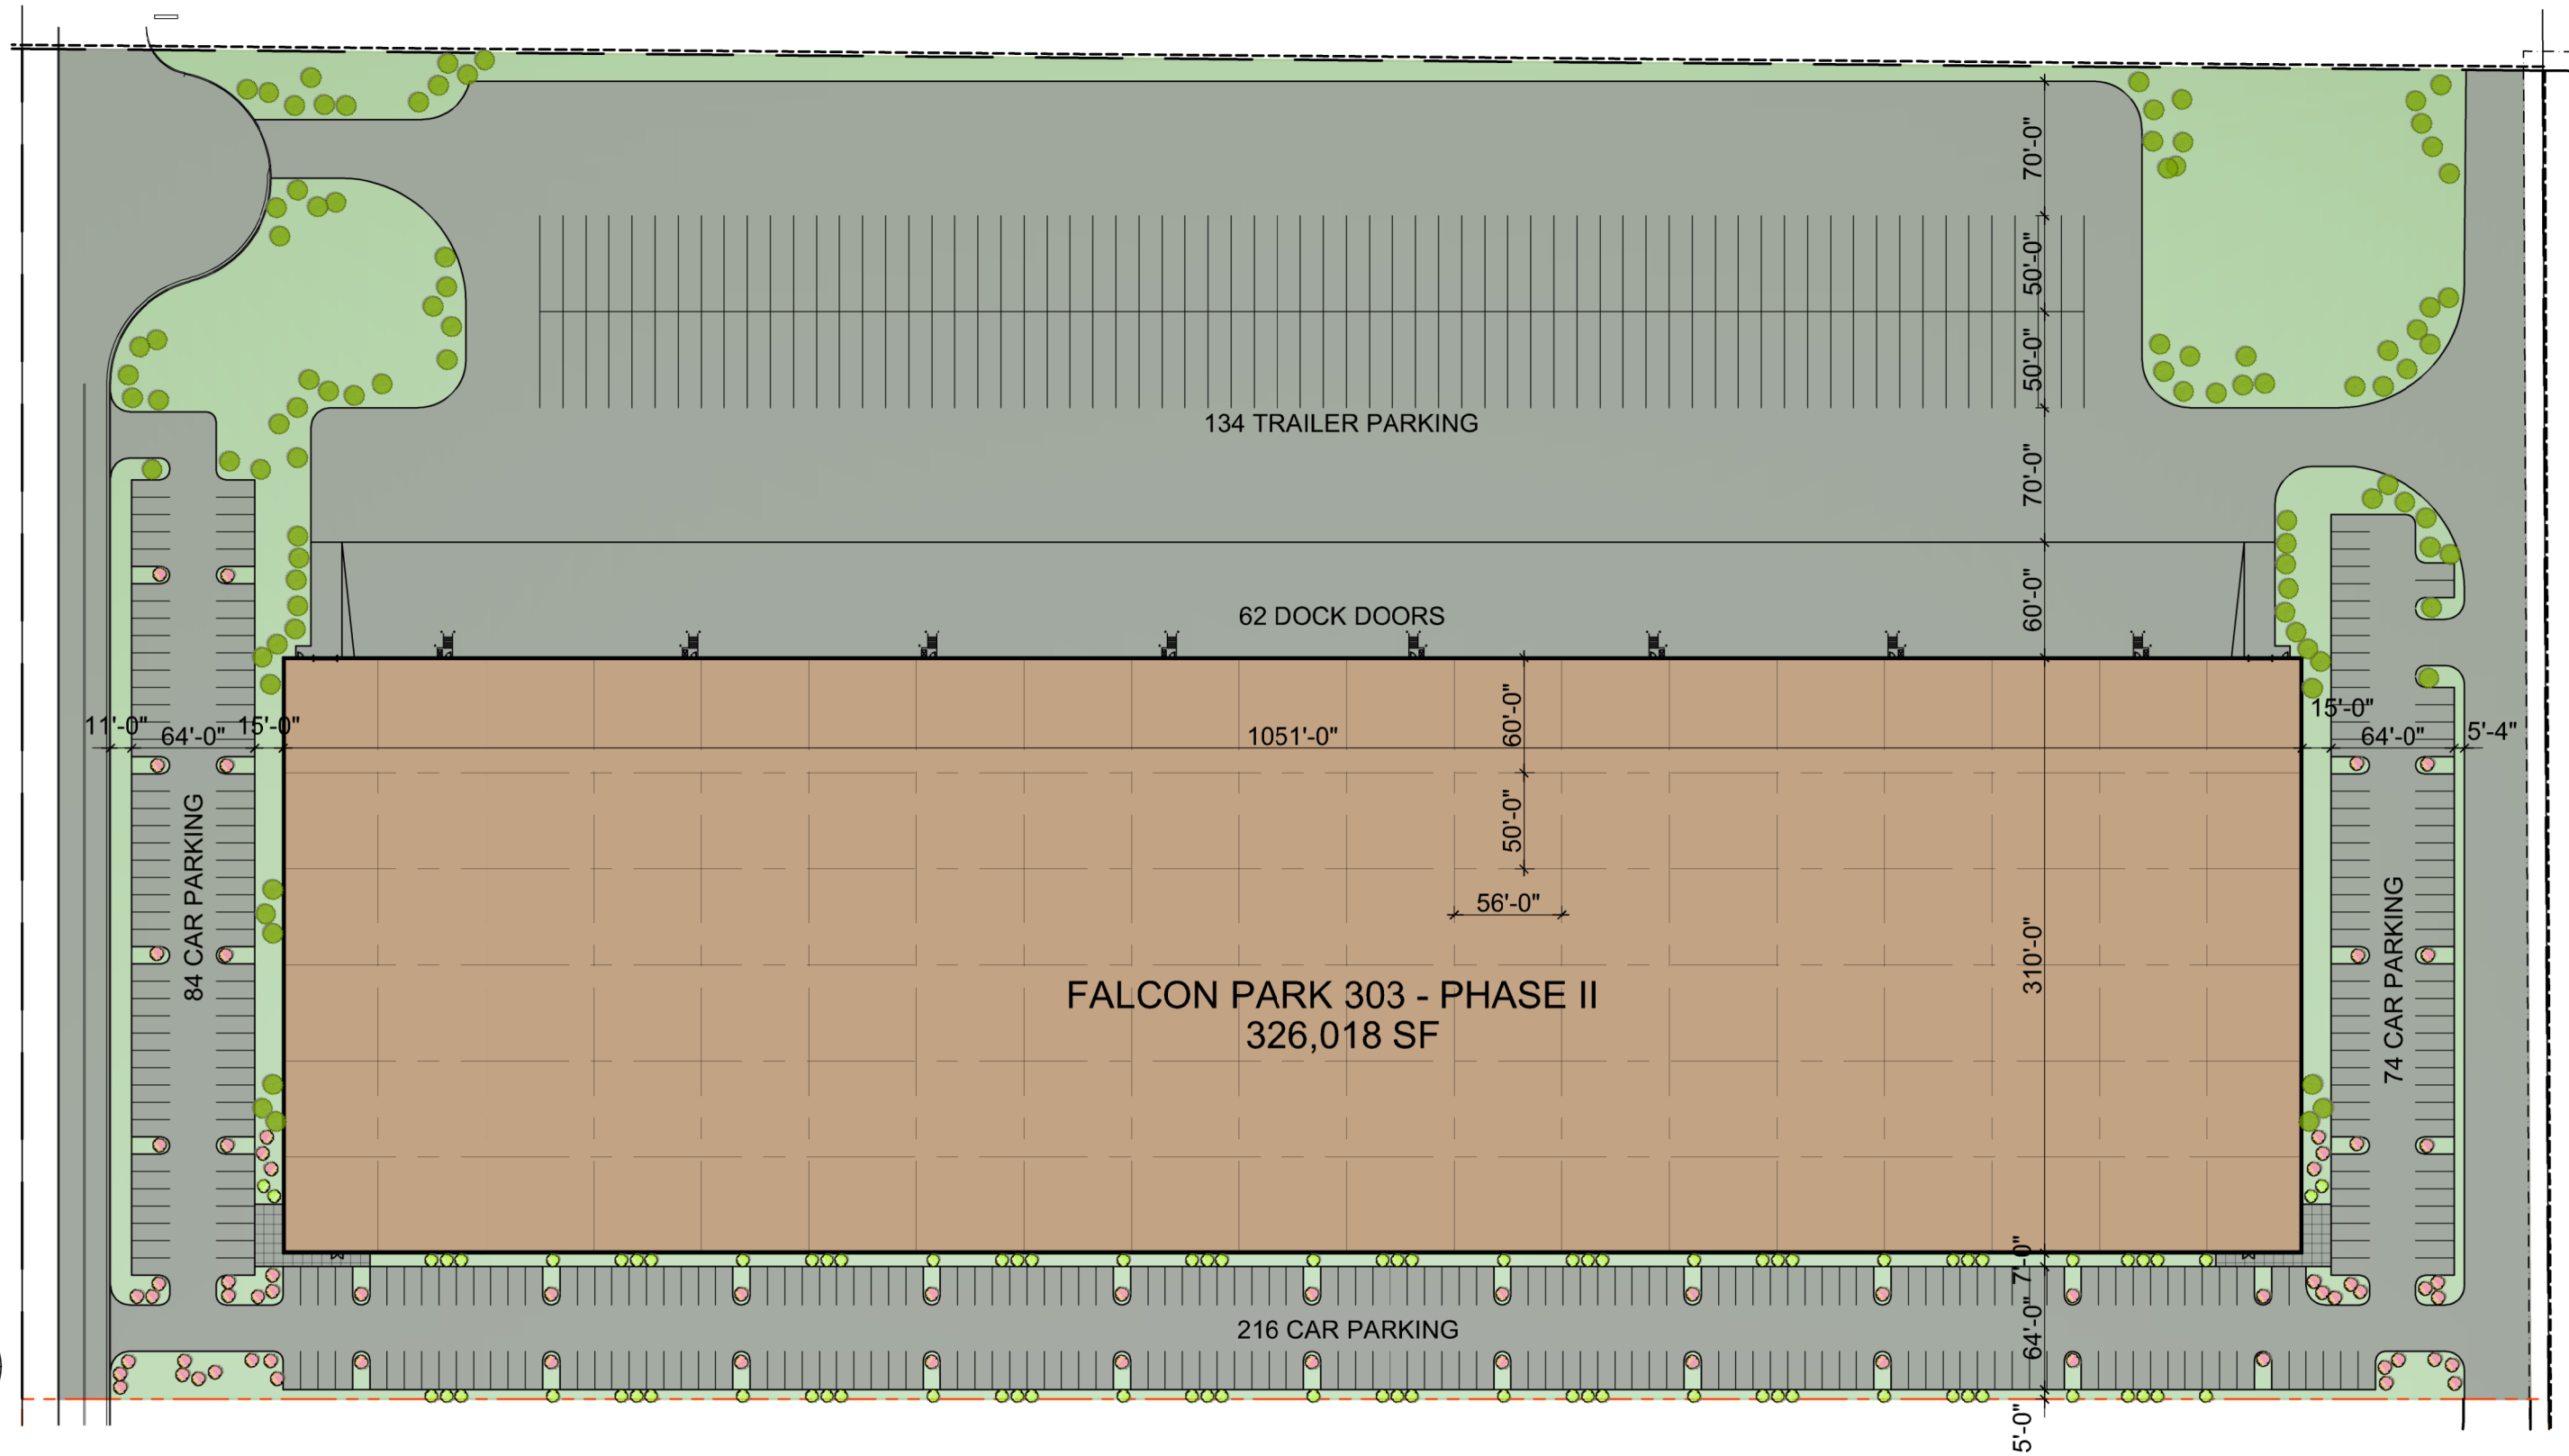 70'-0"
50'-0"
50'-0"
134 TRAILER PARKING
70'-0"
60'-0"
62 DOCK DOORS
11'-0"
64'-0"
15'-0"
1051'-0"
60'-0"
15'-0"
64'-0"
5'-4"
50'-0"
56'-0"
84 CAR PARKING
74 CAR PARKING
310'-0"
FALCON PARK 303 - PHASE II
326,018 SF
7'-0"
216 CAR PARKING
64'-0"
5'-0"